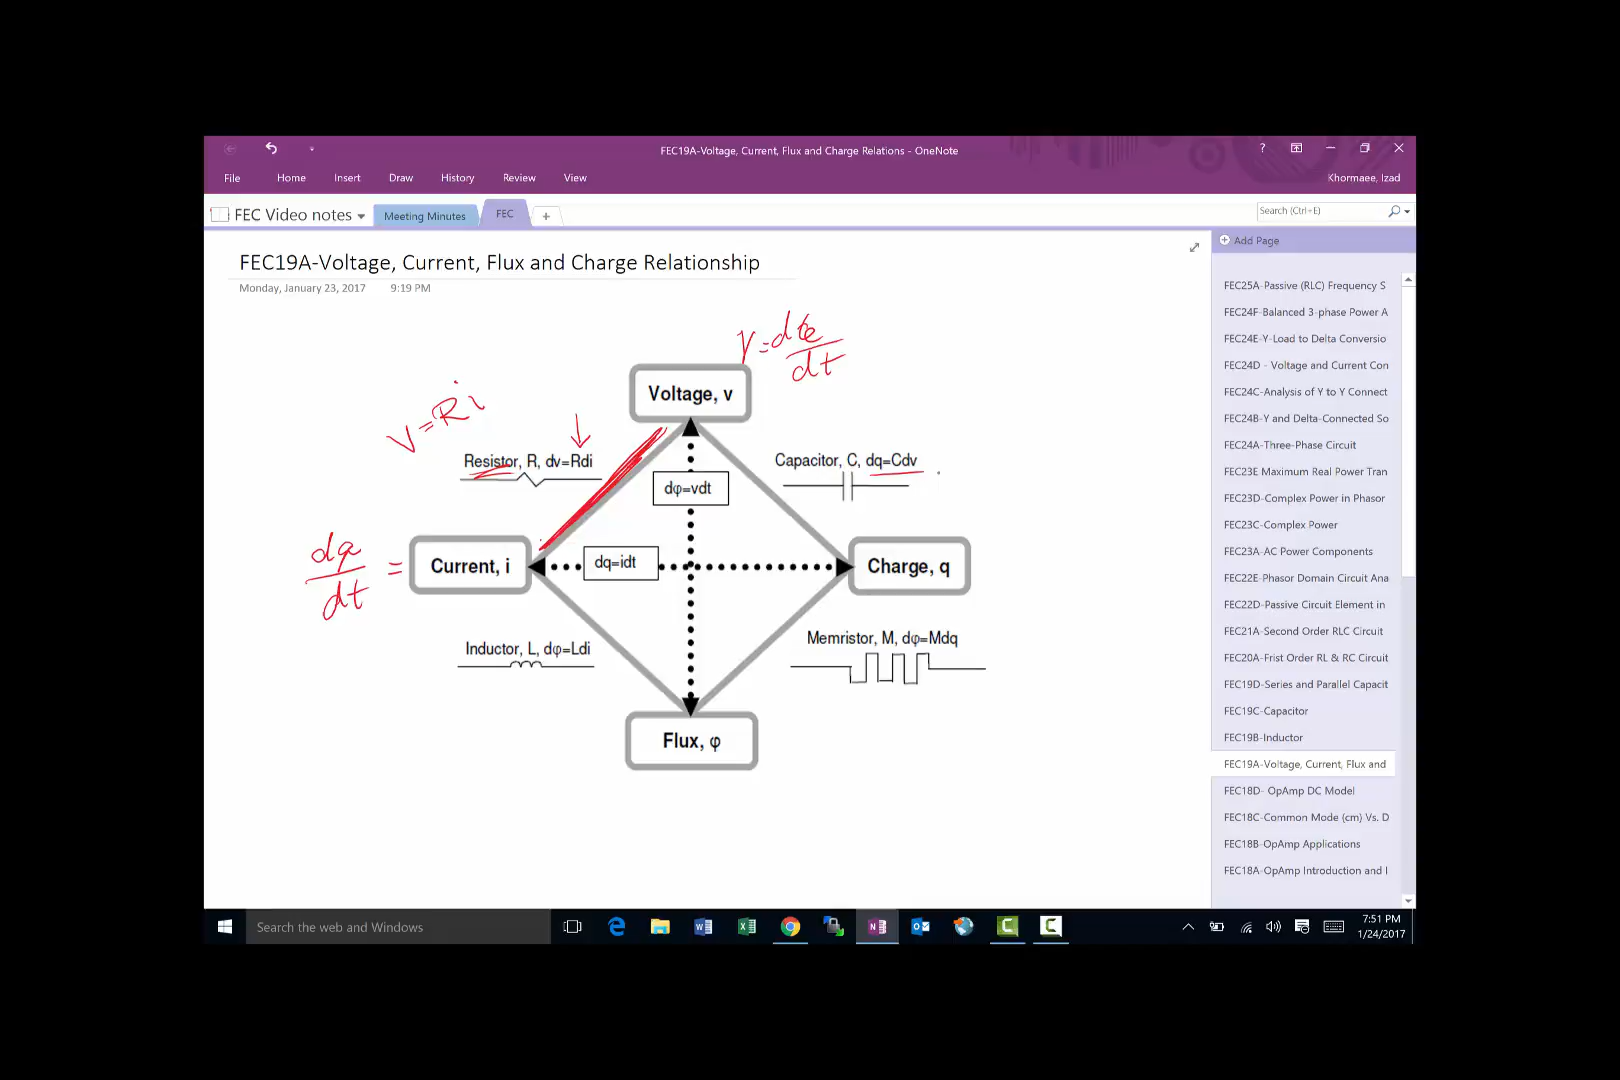 FEC19A-Voltage, Current, Flux and Charge Relations - OneNote
?
File Home Insert Draw History Review View
Khormaee, Izad
FEC Video notes
Meeting Minutes
FEC
+
Search (Ctrl+E)
Add Page
FEC19A-Voltage, Current, Flux and Charge Relationship
Monday, January 23, 2017 9:19 PM
Voltage, v
V=Ri
Resistor, R, dv=Rdi
dφ=vdt
Capacitor, C, dq=Cdv
dq
dt
=
Current, i
dq=idt
Charge, q
Inductor, L, dφ=Ldi
Memristor, M, dφ=Mdq
Flux, φ
FEC25A-Passive (RLC) Frequency S
FEC24F-Balanced 3-phase Power A
FEC24E-Y-Load to Delta Conversio
FEC24D - Voltage and Current Con
FEC24C-Analysis of Y to Y Connect
FEC24B-Y and Delta-Connected So
FEC24A-Three-Phase Circuit
FEC23E Maximum Real Power Tran
FEC23D-Complex Power in Phasor
FEC23C-Complex Power
FEC23A-AC Power Components
FEC22E-Phasor Domain Circuit Ana
FEC22D-Passive Circuit Element in
FEC21A-Second Order RLC Circuit
FEC20A-Frist Order RL & RC Circuit
FEC19D-Series and Parallel Capacit
FEC19C-Capacitor
FEC19B-Inductor
FEC19A-Voltage, Current, Flux and
FEC18D- OpAmp DC Model
FEC18C-Common Mode (cm) Vs. D
FEC18B-OpAmp Applications
FEC18A-OpAmp Introduction and I
Search the web and Windows
7:51 PM
1/24/2017